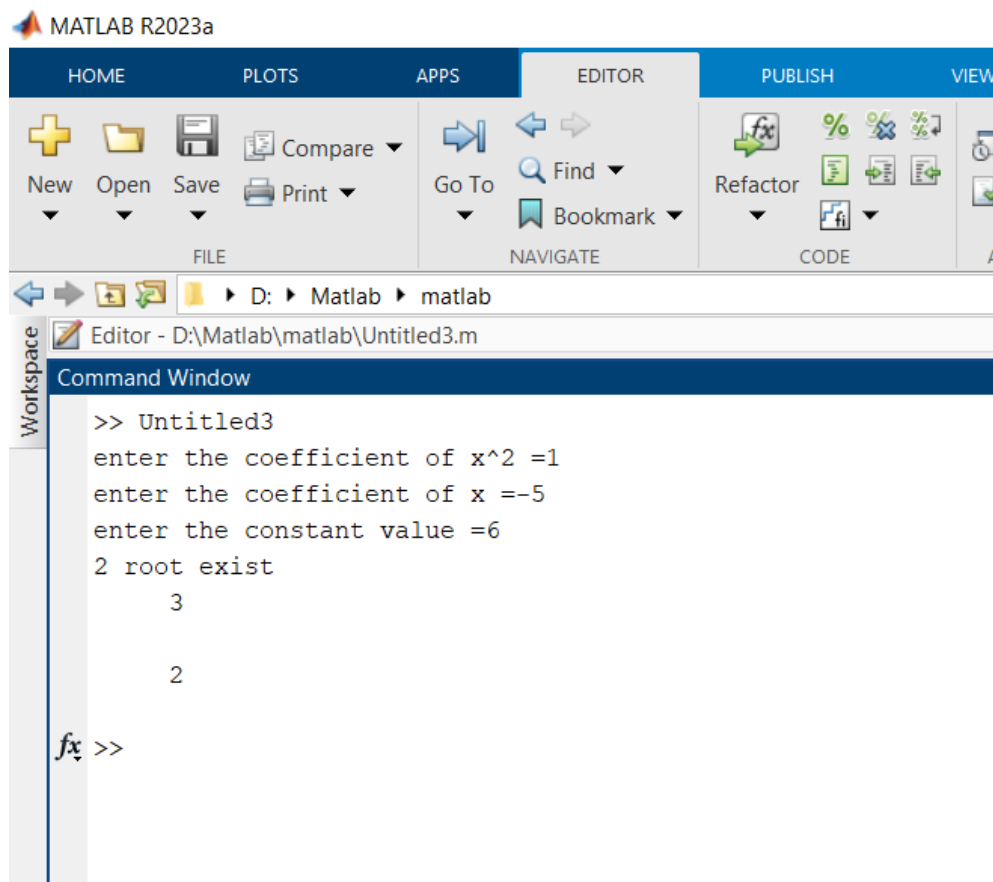 MATLAB R2023a
HOME PLOTS APPS EDITOR PUBLISH VIEW
New Open Save Compare Print Go To Find Bookmark Refactor
FILE NAVIGATE CODE
D: Matlab matlab
Workspace
Editor - D:\Matlab\matlab\Untitled3.m
Command Window
>> Untitled3
enter the coefficient of x^2 =1
enter the coefficient of x =-5
enter the constant value =6
2 root exist
3
2
fx >>